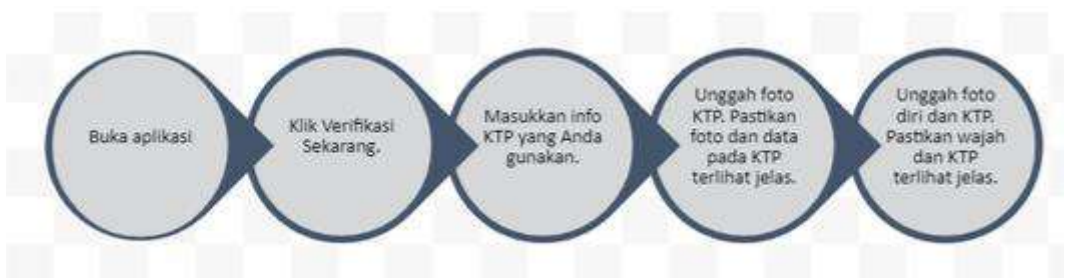 Buka aplikasi
Klik Verifikasi
Sekarang.
Masukkan info
KTP yang Anda
gunakan.
Unggah foto
KTP. Pastikan
foto dan data
pada KTP
terlihat jelas.
Unggah foto
diri dan KTP.
Pastikan wajah
dan KTP
terlihat jelas.